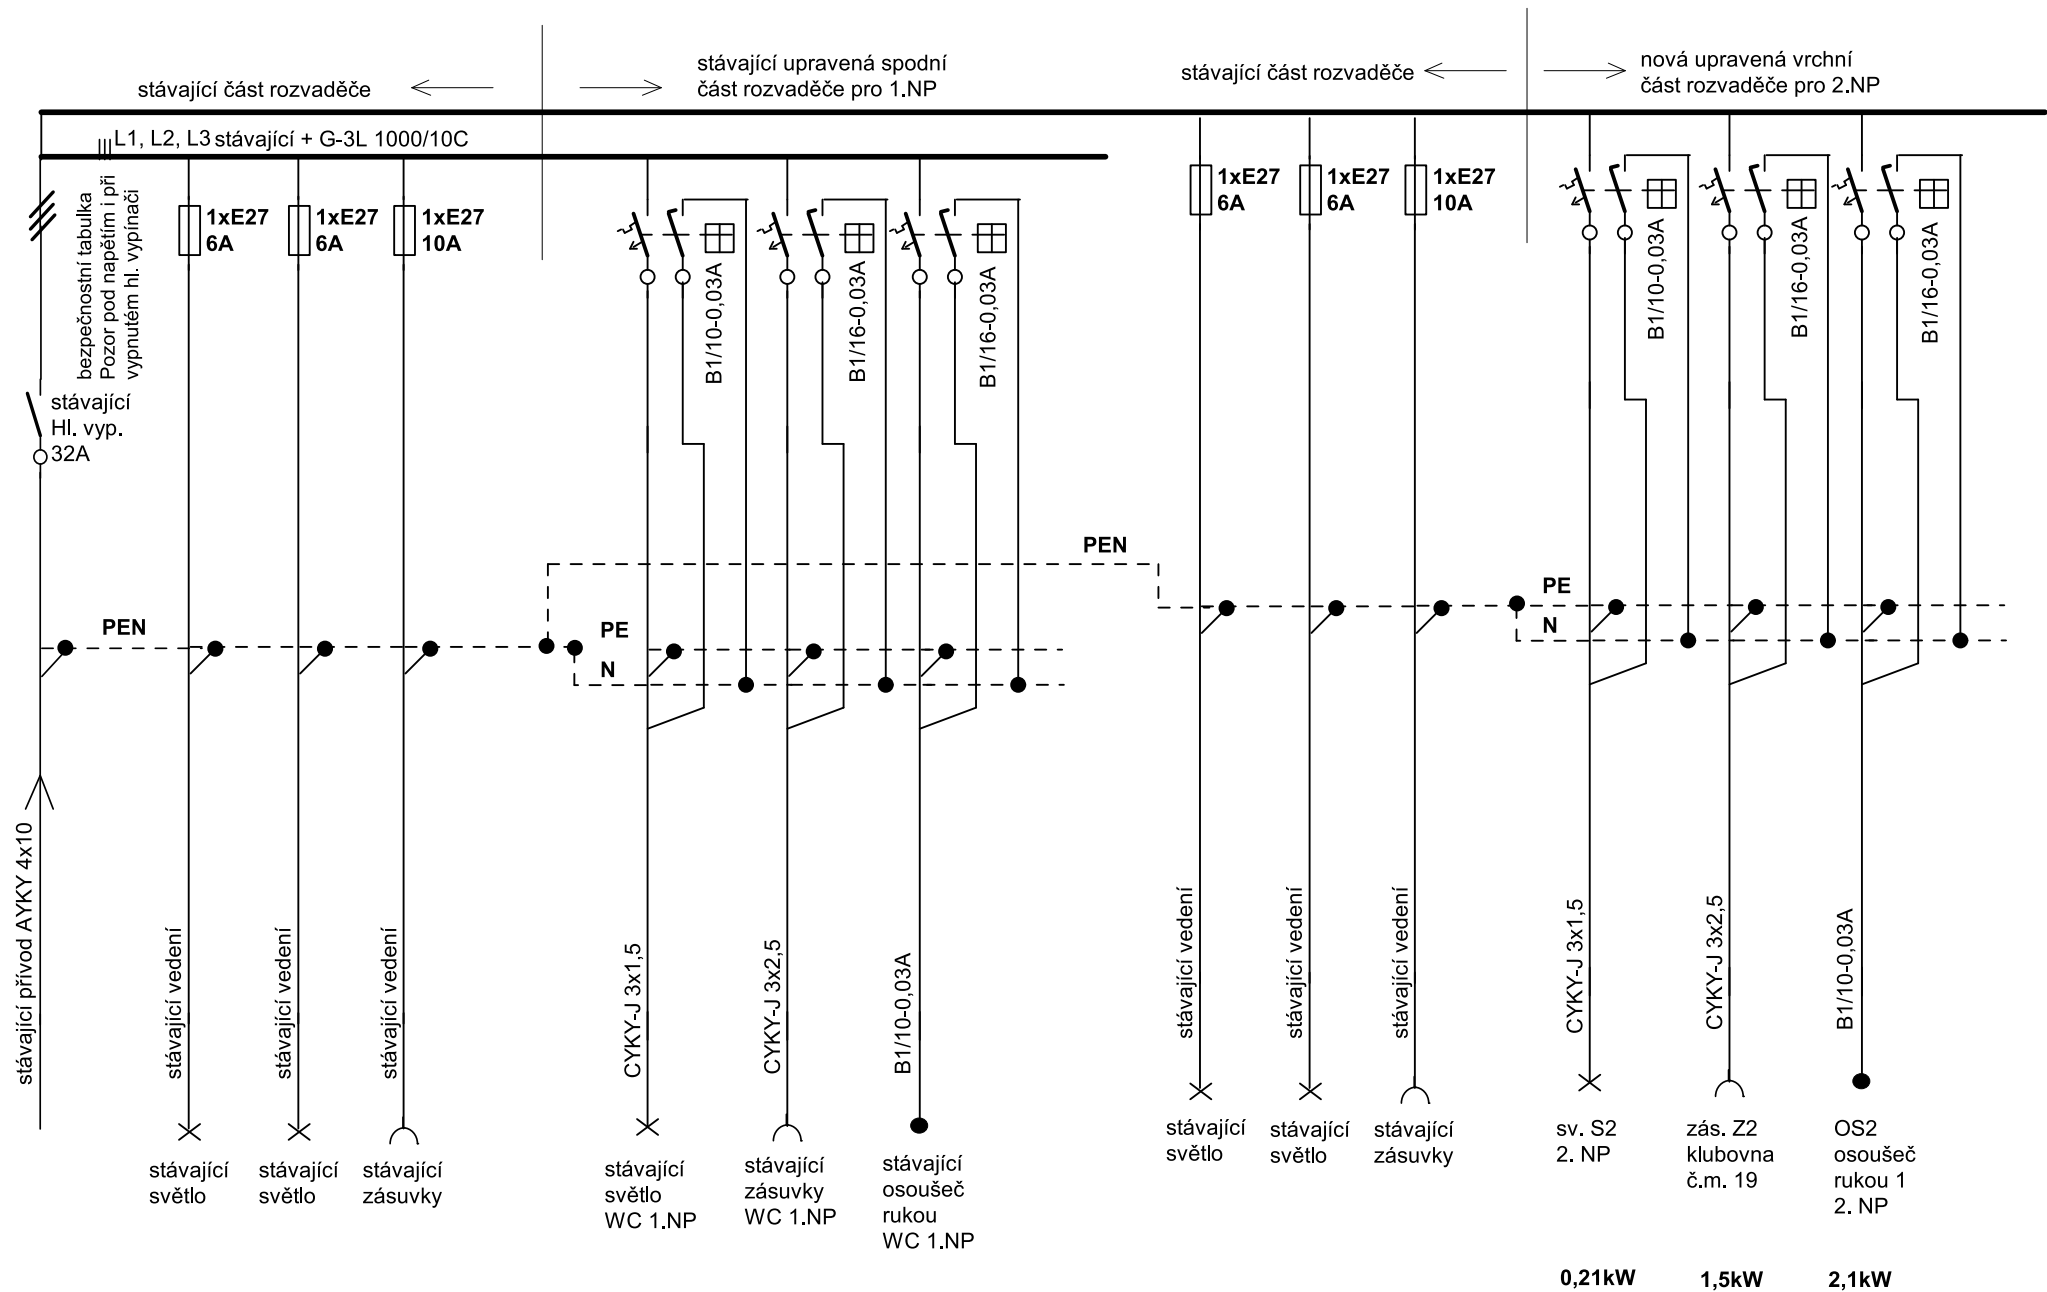 stávající část rozvaděče
stávající upravená spodní
část rozvaděče pro 1.NP
stávající část rozvaděče
nová upravená vrchní
část rozvaděče pro 2.NP
L1, L2, L3 stávající + G-3L 1000/10C
bezpečnostní tabulka
Pozor pod napětím i při
vypnutém hl. vypínači
1xE27
6A
1xE27
6A
1xE27
10A
B1/10-0,03A
B1/16-0,03A
B1/16-0,03A
1xE27
6A
1xE27
6A
1xE27
10A
B1/10-0,03A
B1/16-0,03A
B1/16-0,03A
stávající
Hl. vyp.
32A
PEN
PE
N
PEN
PE
N
stávající přívod AYKY 4x10
stávající vedení
stávající vedení
stávající vedení
CYKY-J 3x1,5
CYKY-J 3x2,5
B1/10-0,03A
stávající vedení
stávající vedení
stávající vedení
CYKY-J 3x1,5
CYKY-J 3x2,5
B1/10-0,03A
stávající
světlo
stávající
světlo
stávající
zásuvky
stávající
světlo
WC 1.NP
stávající
zásuvky
WC 1.NP
stávající
osoušeč
rukou
WC 1.NP
stávající
světlo
stávající
světlo
stávající
zásuvky
sv. S2
2. NP
zás. Z2
klubovna
č.m. 19
OS2
osoušeč
rukou 1
2. NP
0,21kW
1,5kW
2,1kW